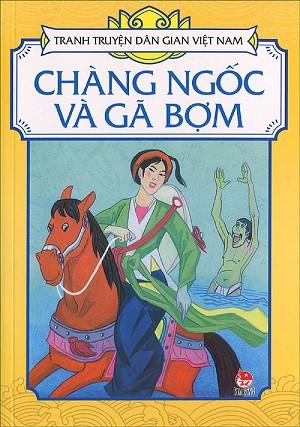 TRANH TRUYỆN DÂN GIAN VIỆT NAM
CHÀNG NGỐC
VÀ GÃ BỢM